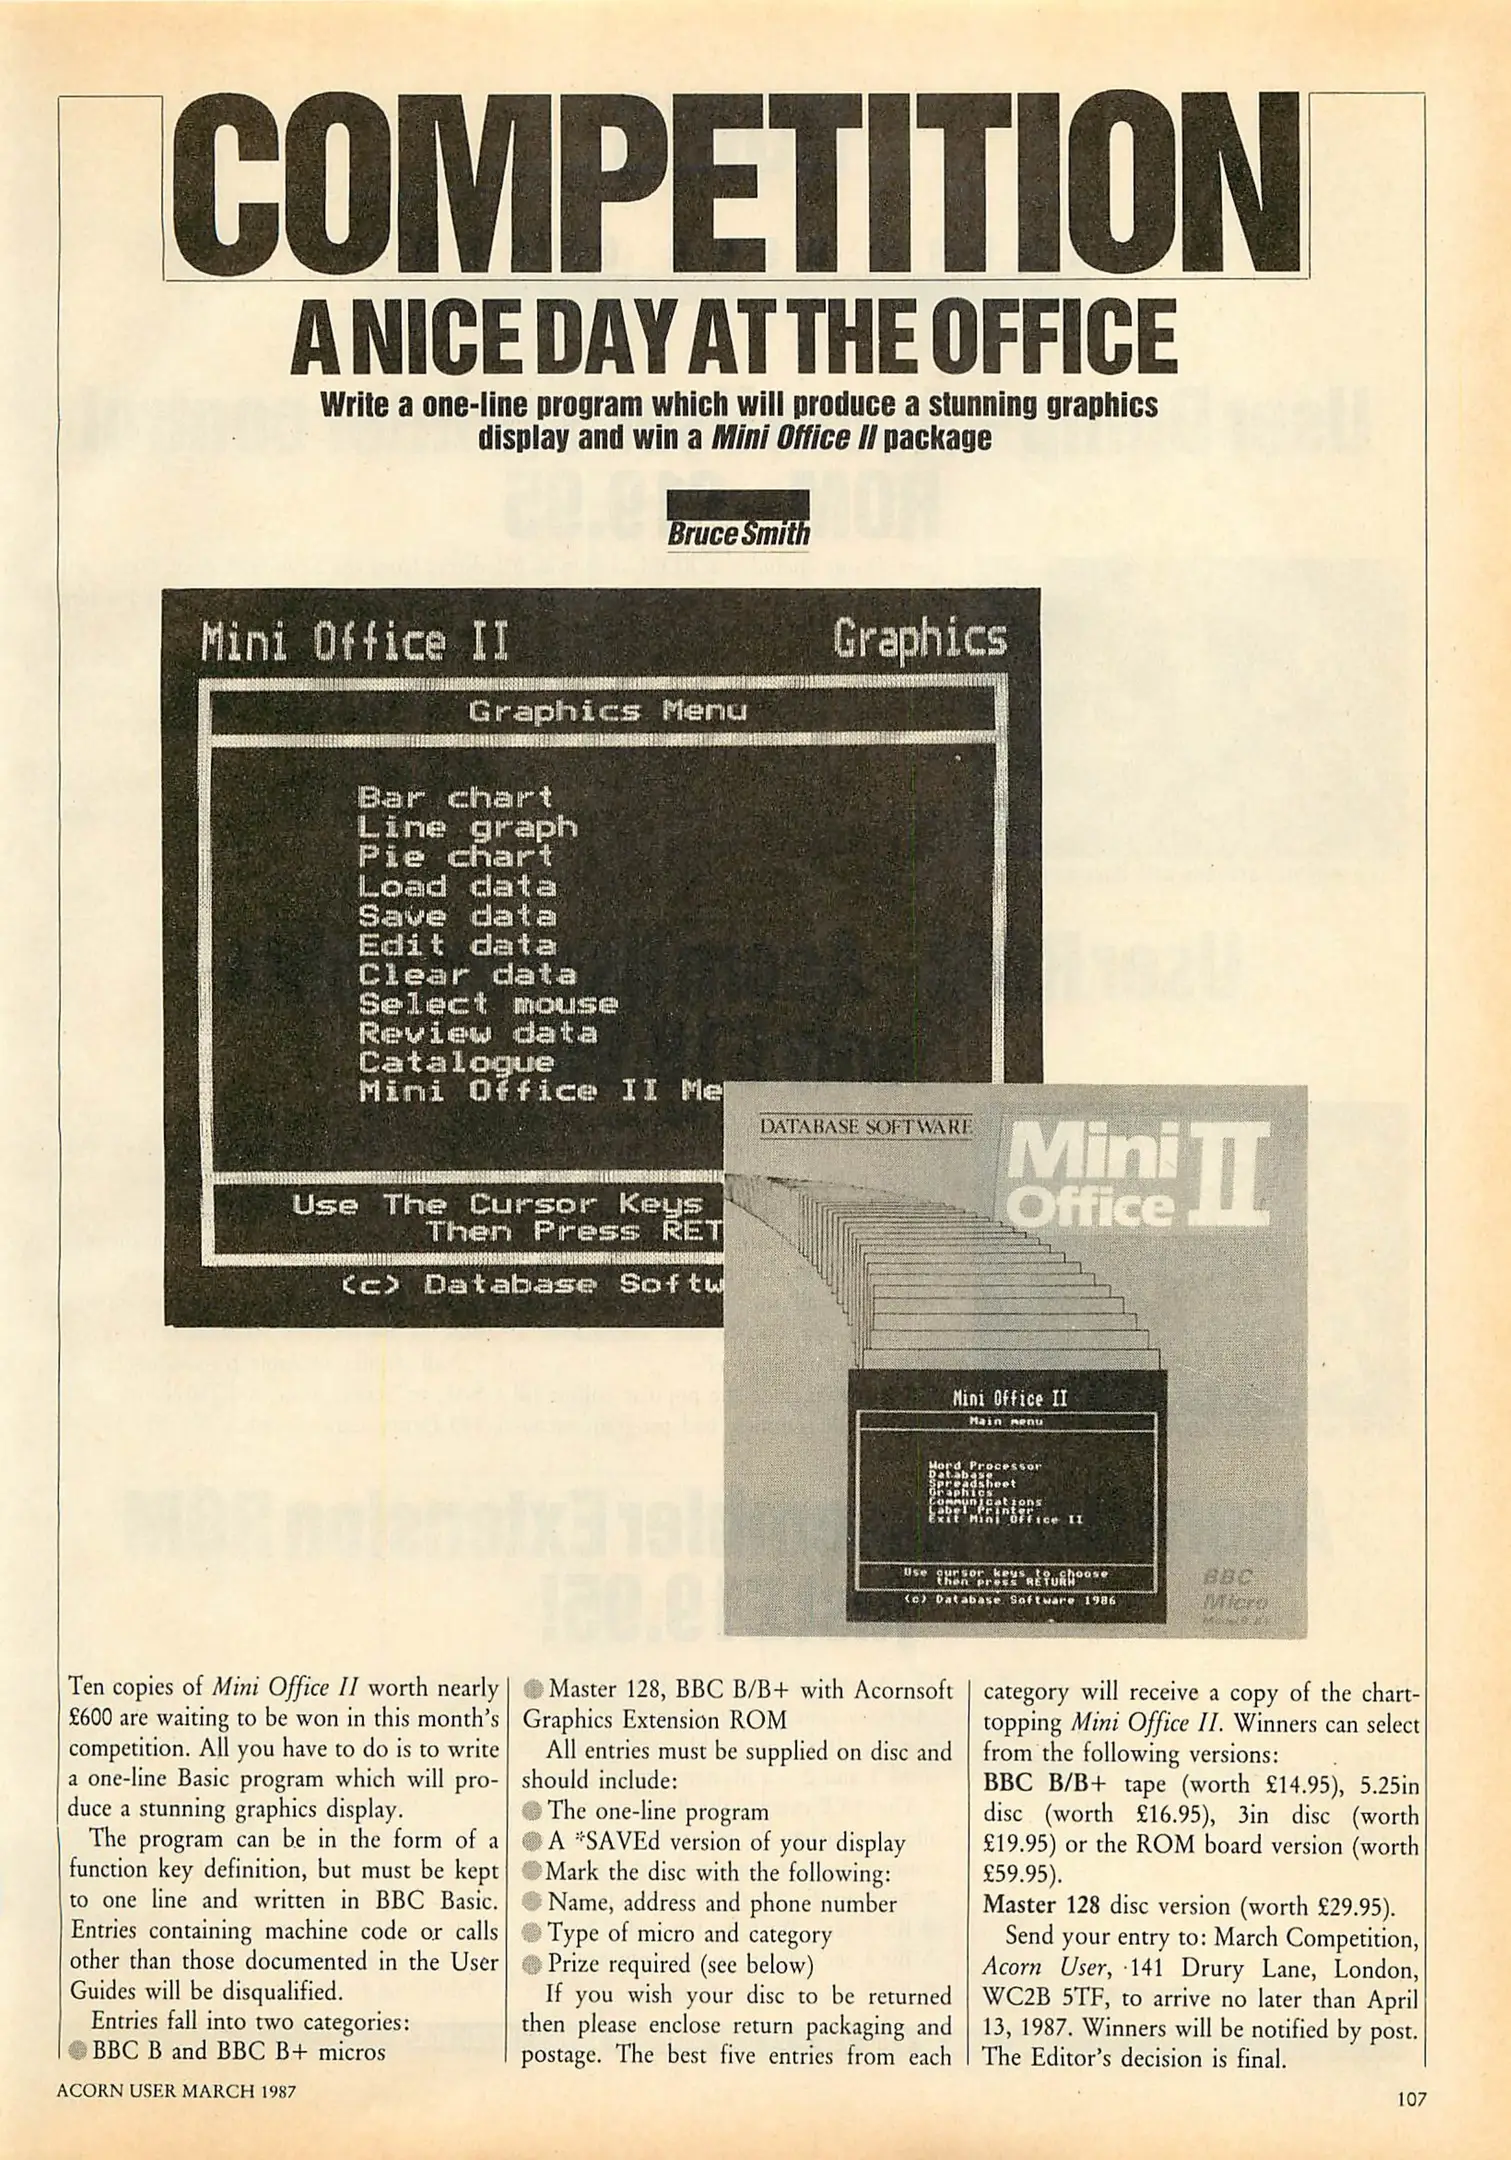 COMPETITION
A NICE DAY AT THE OFFICE
Write a one-line program which will produce a stunning graphics
display and win a Mini Office II package
Bruce Smith
Mini Office II Graphics
Graphics Menu
Bar chart
Line graph
Pie chart
Load data
Save data
Edit data
Clear data
Select mouse
Review data
Catalogue
Mini Office II Me
Use The Cursor Keys
Then Press RET
(c) Database Softw
DATABASE SOFTWARE
Mini
Office II
Mini Office II
Main menu
Word Processor
Database
Spreadsheet
Graphics
Communications
Label Printer
Exit Mini Office II
Use cursor keys to choose
then press RETURN
(c) Database Software 1986
BBC
Micro
Ten copies of Mini Office II worth nearly
£600 are waiting to be won in this month's
competition. All you have to do is to write
a one-line Basic program which will pro-
duce a stunning graphics display.
The program can be in the form of a
function key definition, but must be kept
to one line and written in BBC Basic.
Entries containing machine code or calls
other than those documented in the User
Guides will be disqualified.
Entries fall into two categories:
● BBC B and BBC B+ micros
● Master 128, BBC B/B+ with Acornsoft
Graphics Extension ROM
All entries must be supplied on disc and
should include:
● The one-line program
● A *SAVEd version of your display
● Mark the disc with the following:
● Name, address and phone number
● Type of micro and category
● Prize required (see below)
If you wish your disc to be returned
then please enclose return packaging and
postage. The best five entries from each
category will receive a copy of the chart-
topping Mini Office II. Winners can select
from the following versions:
BBC B/B+ tape (worth £14.95), 5.25in
disc (worth £16.95), 3in disc (worth
£19.95) or the ROM board version (worth
£59.95).
Master 128 disc version (worth £29.95).
Send your entry to: March Competition,
Acorn User, 141 Drury Lane, London,
WC2B 5TF, to arrive no later than April
13, 1987. Winners will be notified by post.
The Editor's decision is final.
ACORN USER MARCH 1987
107